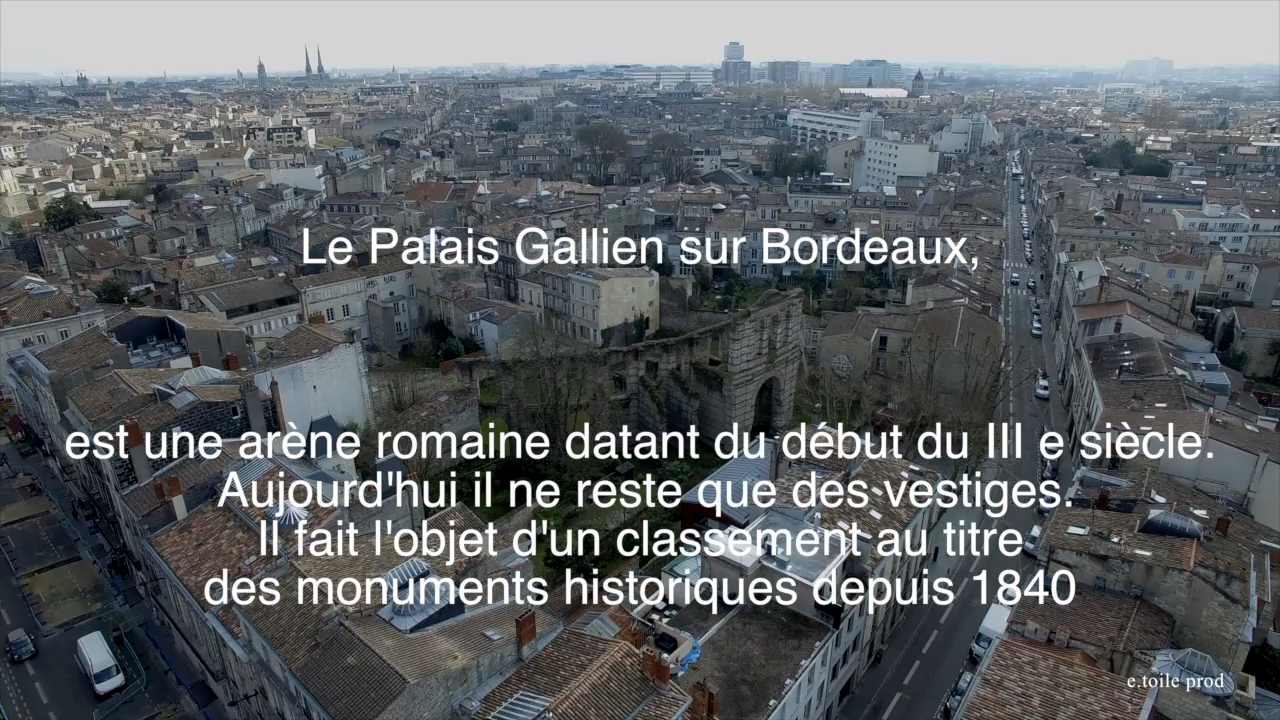 Le Palais Gallien sur Bordeaux,
est une arène romaine datant du début du III e siècle.
Aujourd'hui il ne reste que des vestiges.
Il fait l'objet d'un classement au titre
des monuments historiques depuis 1840
e.toile prod